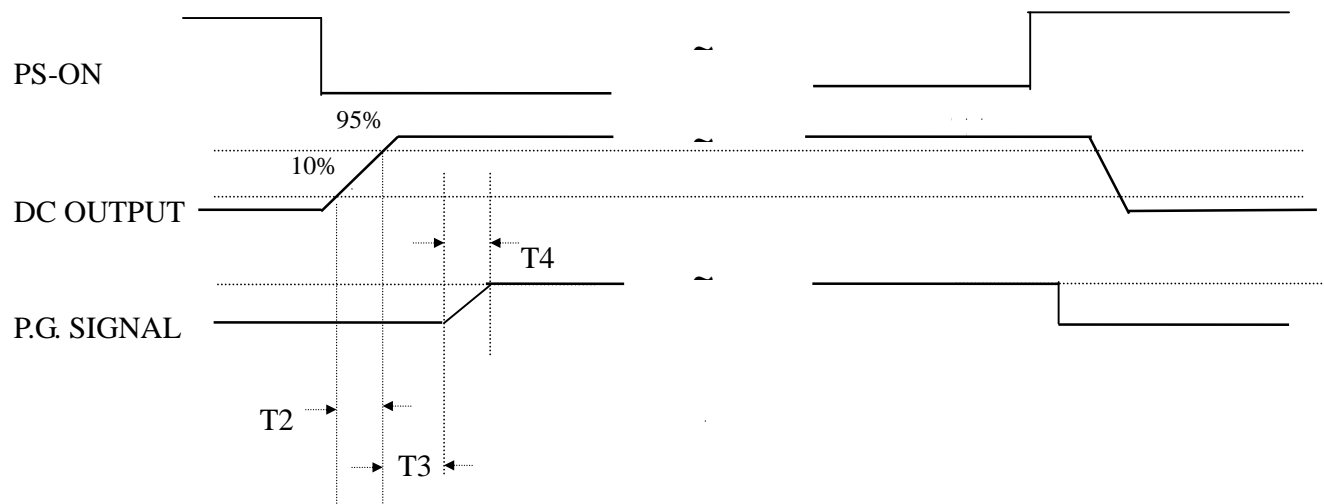 PS-ON
95%
10%
DC OUTPUT
T4
P.G. SIGNAL
T2
T3